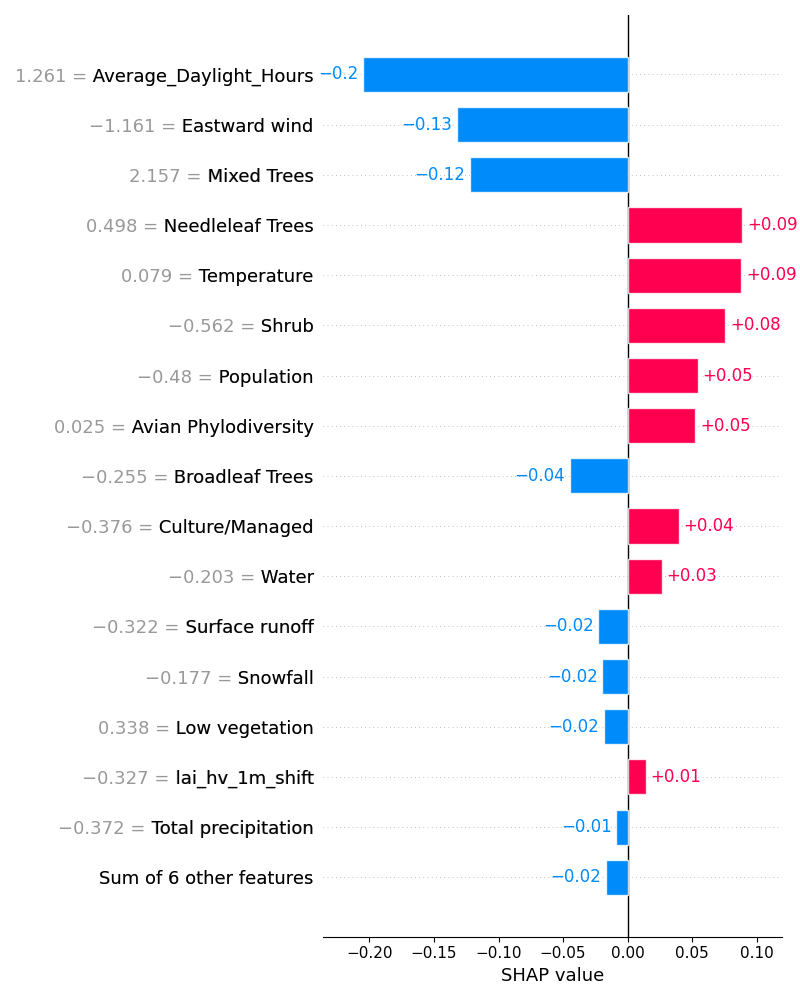 1.261 = Average_Daylight_Hours −0.2
−1.161 = Eastward wind −0.13
2.157 = Mixed Trees −0.12
0.498 = Needleleaf Trees +0.09
0.079 = Temperature +0.09
−0.562 = Shrub +0.08
−0.48 = Population +0.05
0.025 = Avian Phylodiversity +0.05
−0.255 = Broadleaf Trees −0.04
−0.376 = Culture/Managed +0.04
−0.203 = Water +0.03
−0.322 = Surface runoff −0.02
−0.177 = Snowfall −0.02
0.338 = Low vegetation −0.02
−0.327 = lai_hv_1m_shift +0.01
−0.372 = Total precipitation −0.01
Sum of 6 other features −0.02
−0.20 −0.15 −0.10 −0.05 0.00 0.05 0.10
SHAP value